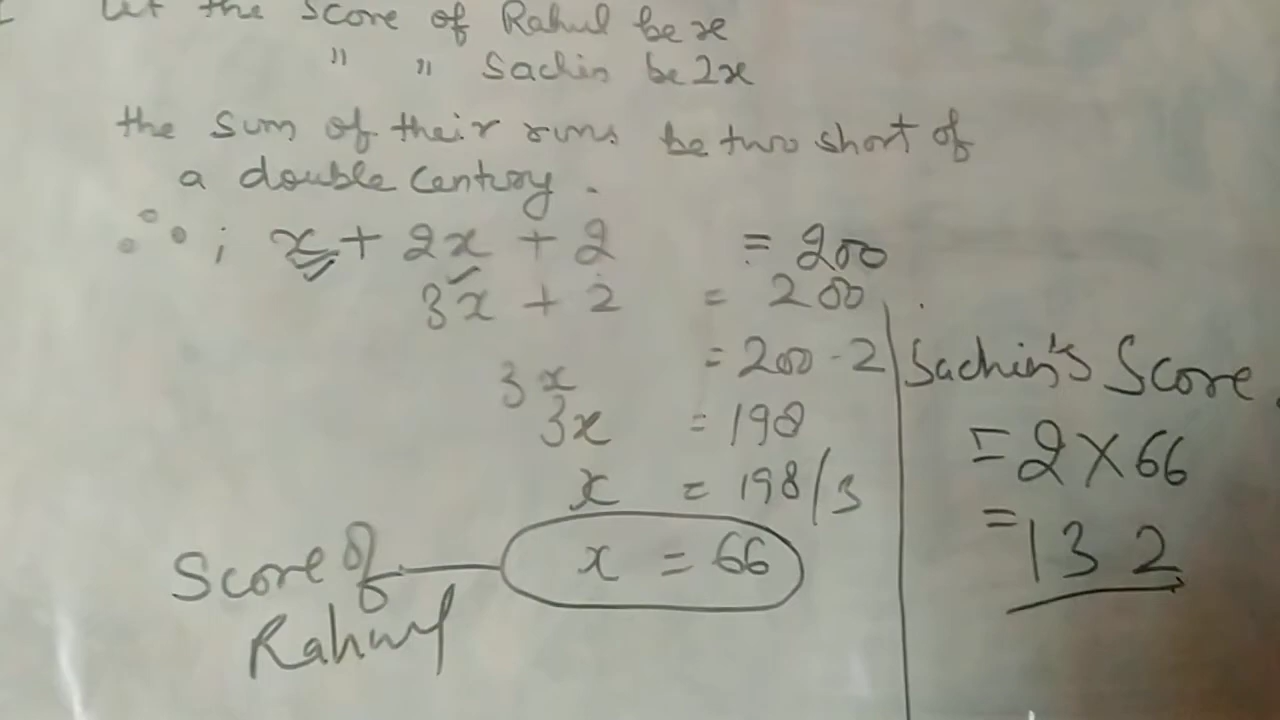 Let the score of Rahul be x
" " Sachin be 2x
the sum of their runs be two short of
a double century.
∴ ; x + 2x + 2 = 200
3x + 2 = 200
3x = 200 - 2
3x = 198
x = 198/3
x = 66
Score of
Rahul
Sachin's Score
= 2 X 66
= 132